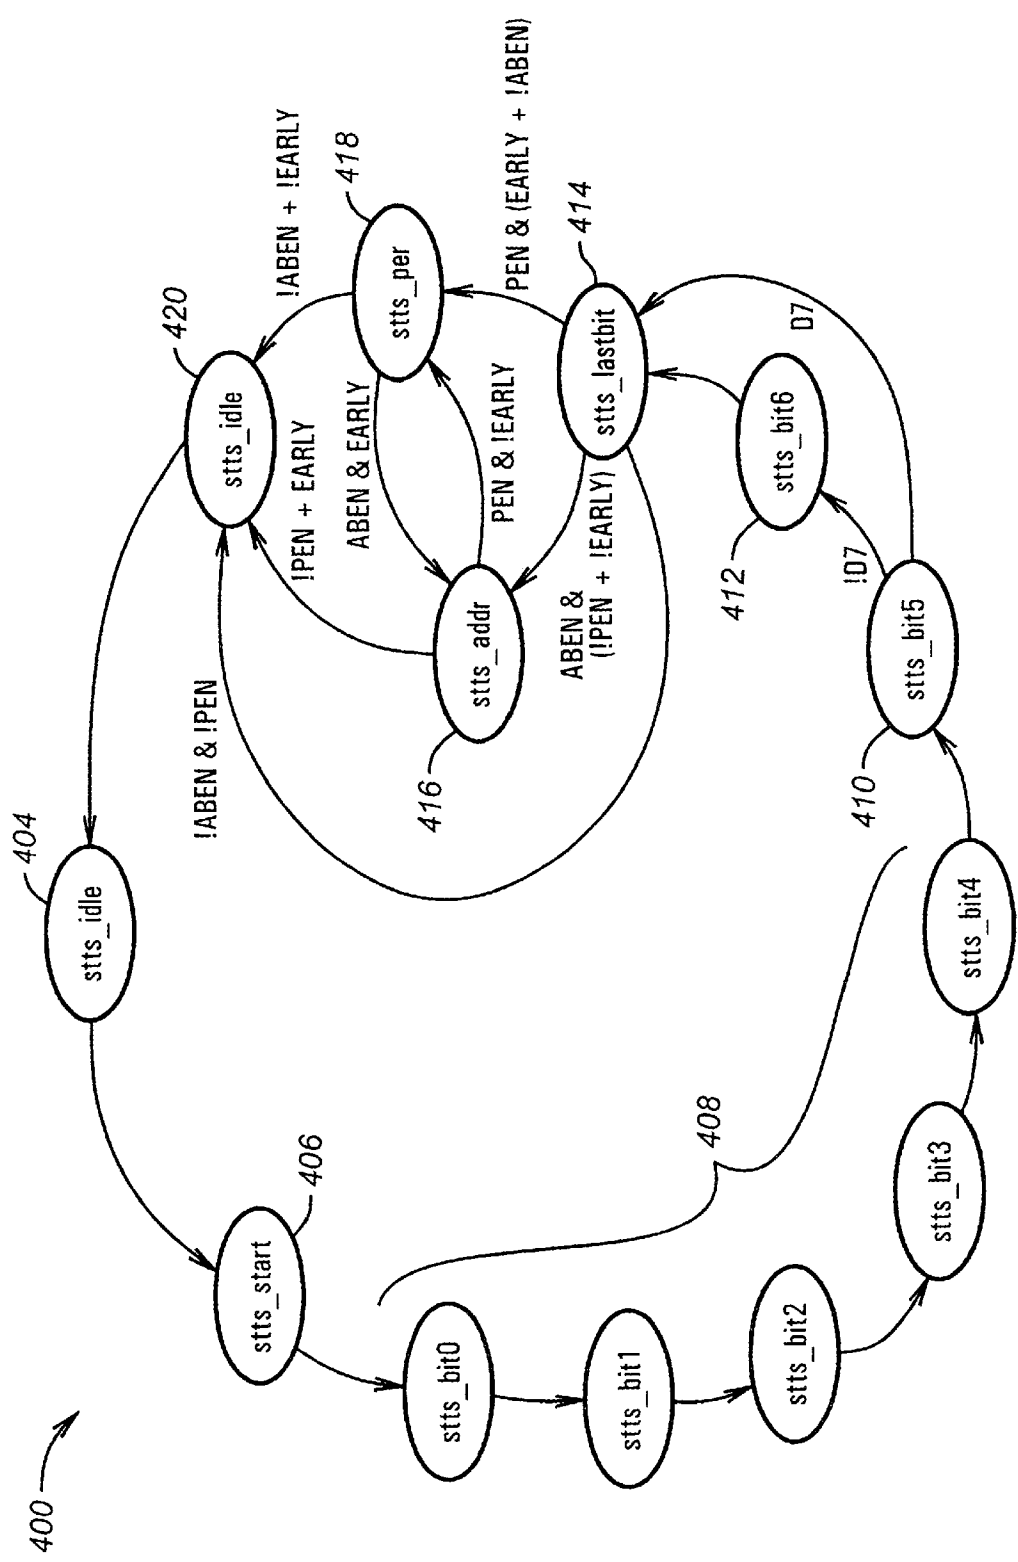 400
404
stts_idle
406
stts_start
408
stts_bit0
stts_bit1
stts_bit2
stts_bit3
stts_bit4
410
stts_bit5
!D7
D7
412
stts_bit6
414
stts_lastbit
ABEN &
(!PEN + !EARLY)
PEN & (EARLY + !ABEN)
!ABEN & !PEN
416
stts_addr
PEN & !EARLY
ABEN & EARLY
!PEN + EARLY
418
stts_per
!ABEN + !EARLY
420
stts_idle